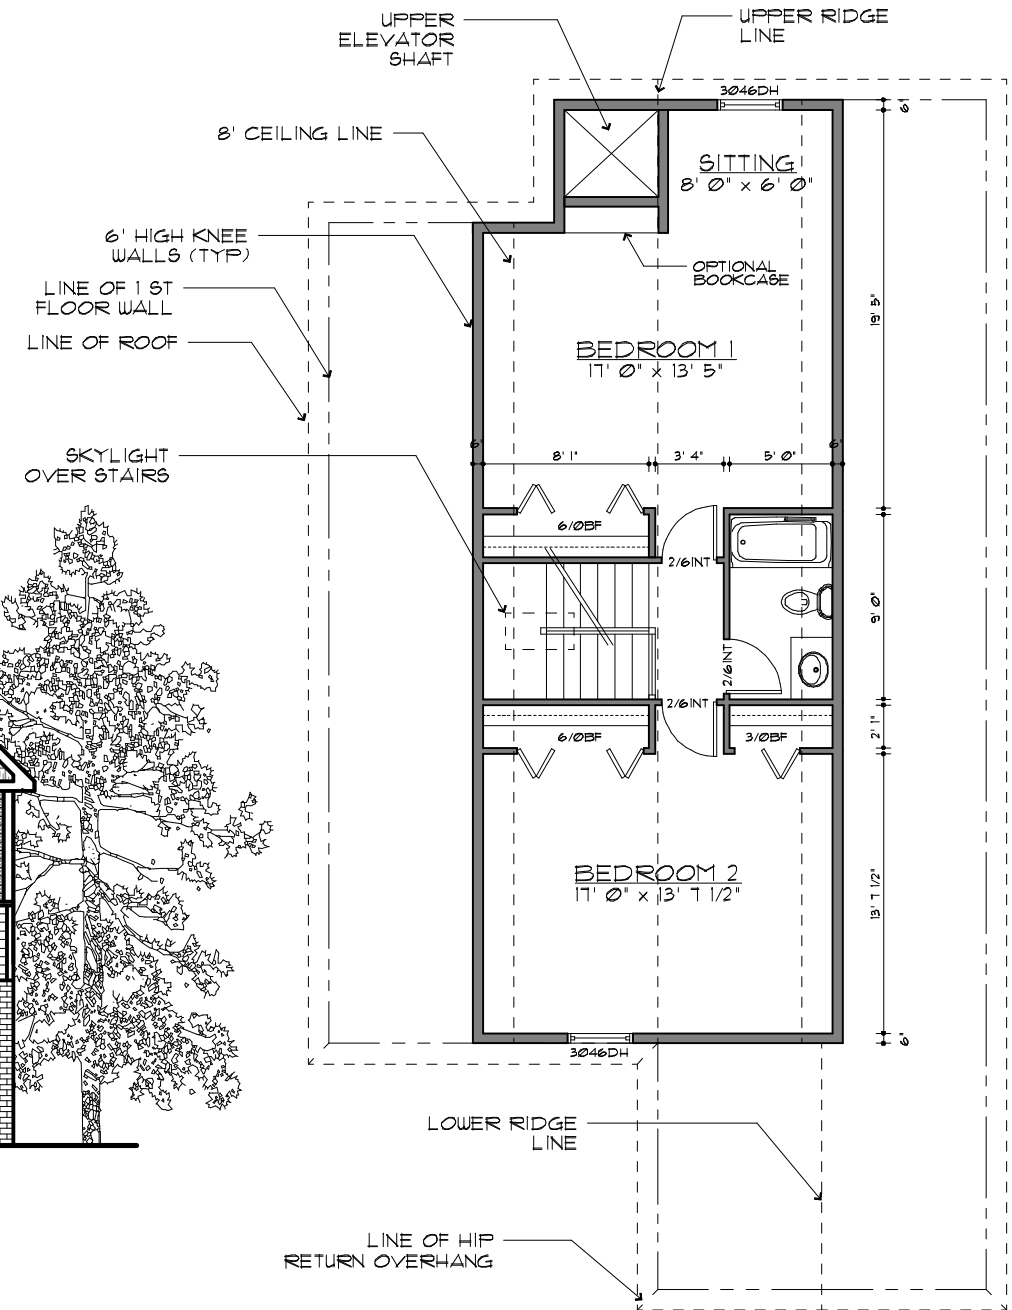 UPPER
ELEVATOR
SHAFT
UPPER RIDGE
LINE
3046DH
6"
8' CEILING LINE
SITTING
8' 0" x 6' 0"
6' HIGH KNEE
WALLS (TYP)
OPTIONAL
BOOKCASE
LINE OF 1 ST
FLOOR WALL
LINE OF ROOF
19' 5"
BEDROOM 1
17' 0" x 13' 5"
SKYLIGHT
OVER STAIRS
6"
8' 1"
3' 4"
5' 0"
6"
6/0BF
2/6INT
9' 0"
2/6INT
2/6INT
6/0BF
3/0BF
2' 1"
BEDROOM 2
17' 0" x 13' 7 1/2"
13' 7 1/2"
3046DH
6"
LOWER RIDGE
LINE
LINE OF HIP
RETURN OVERHANG